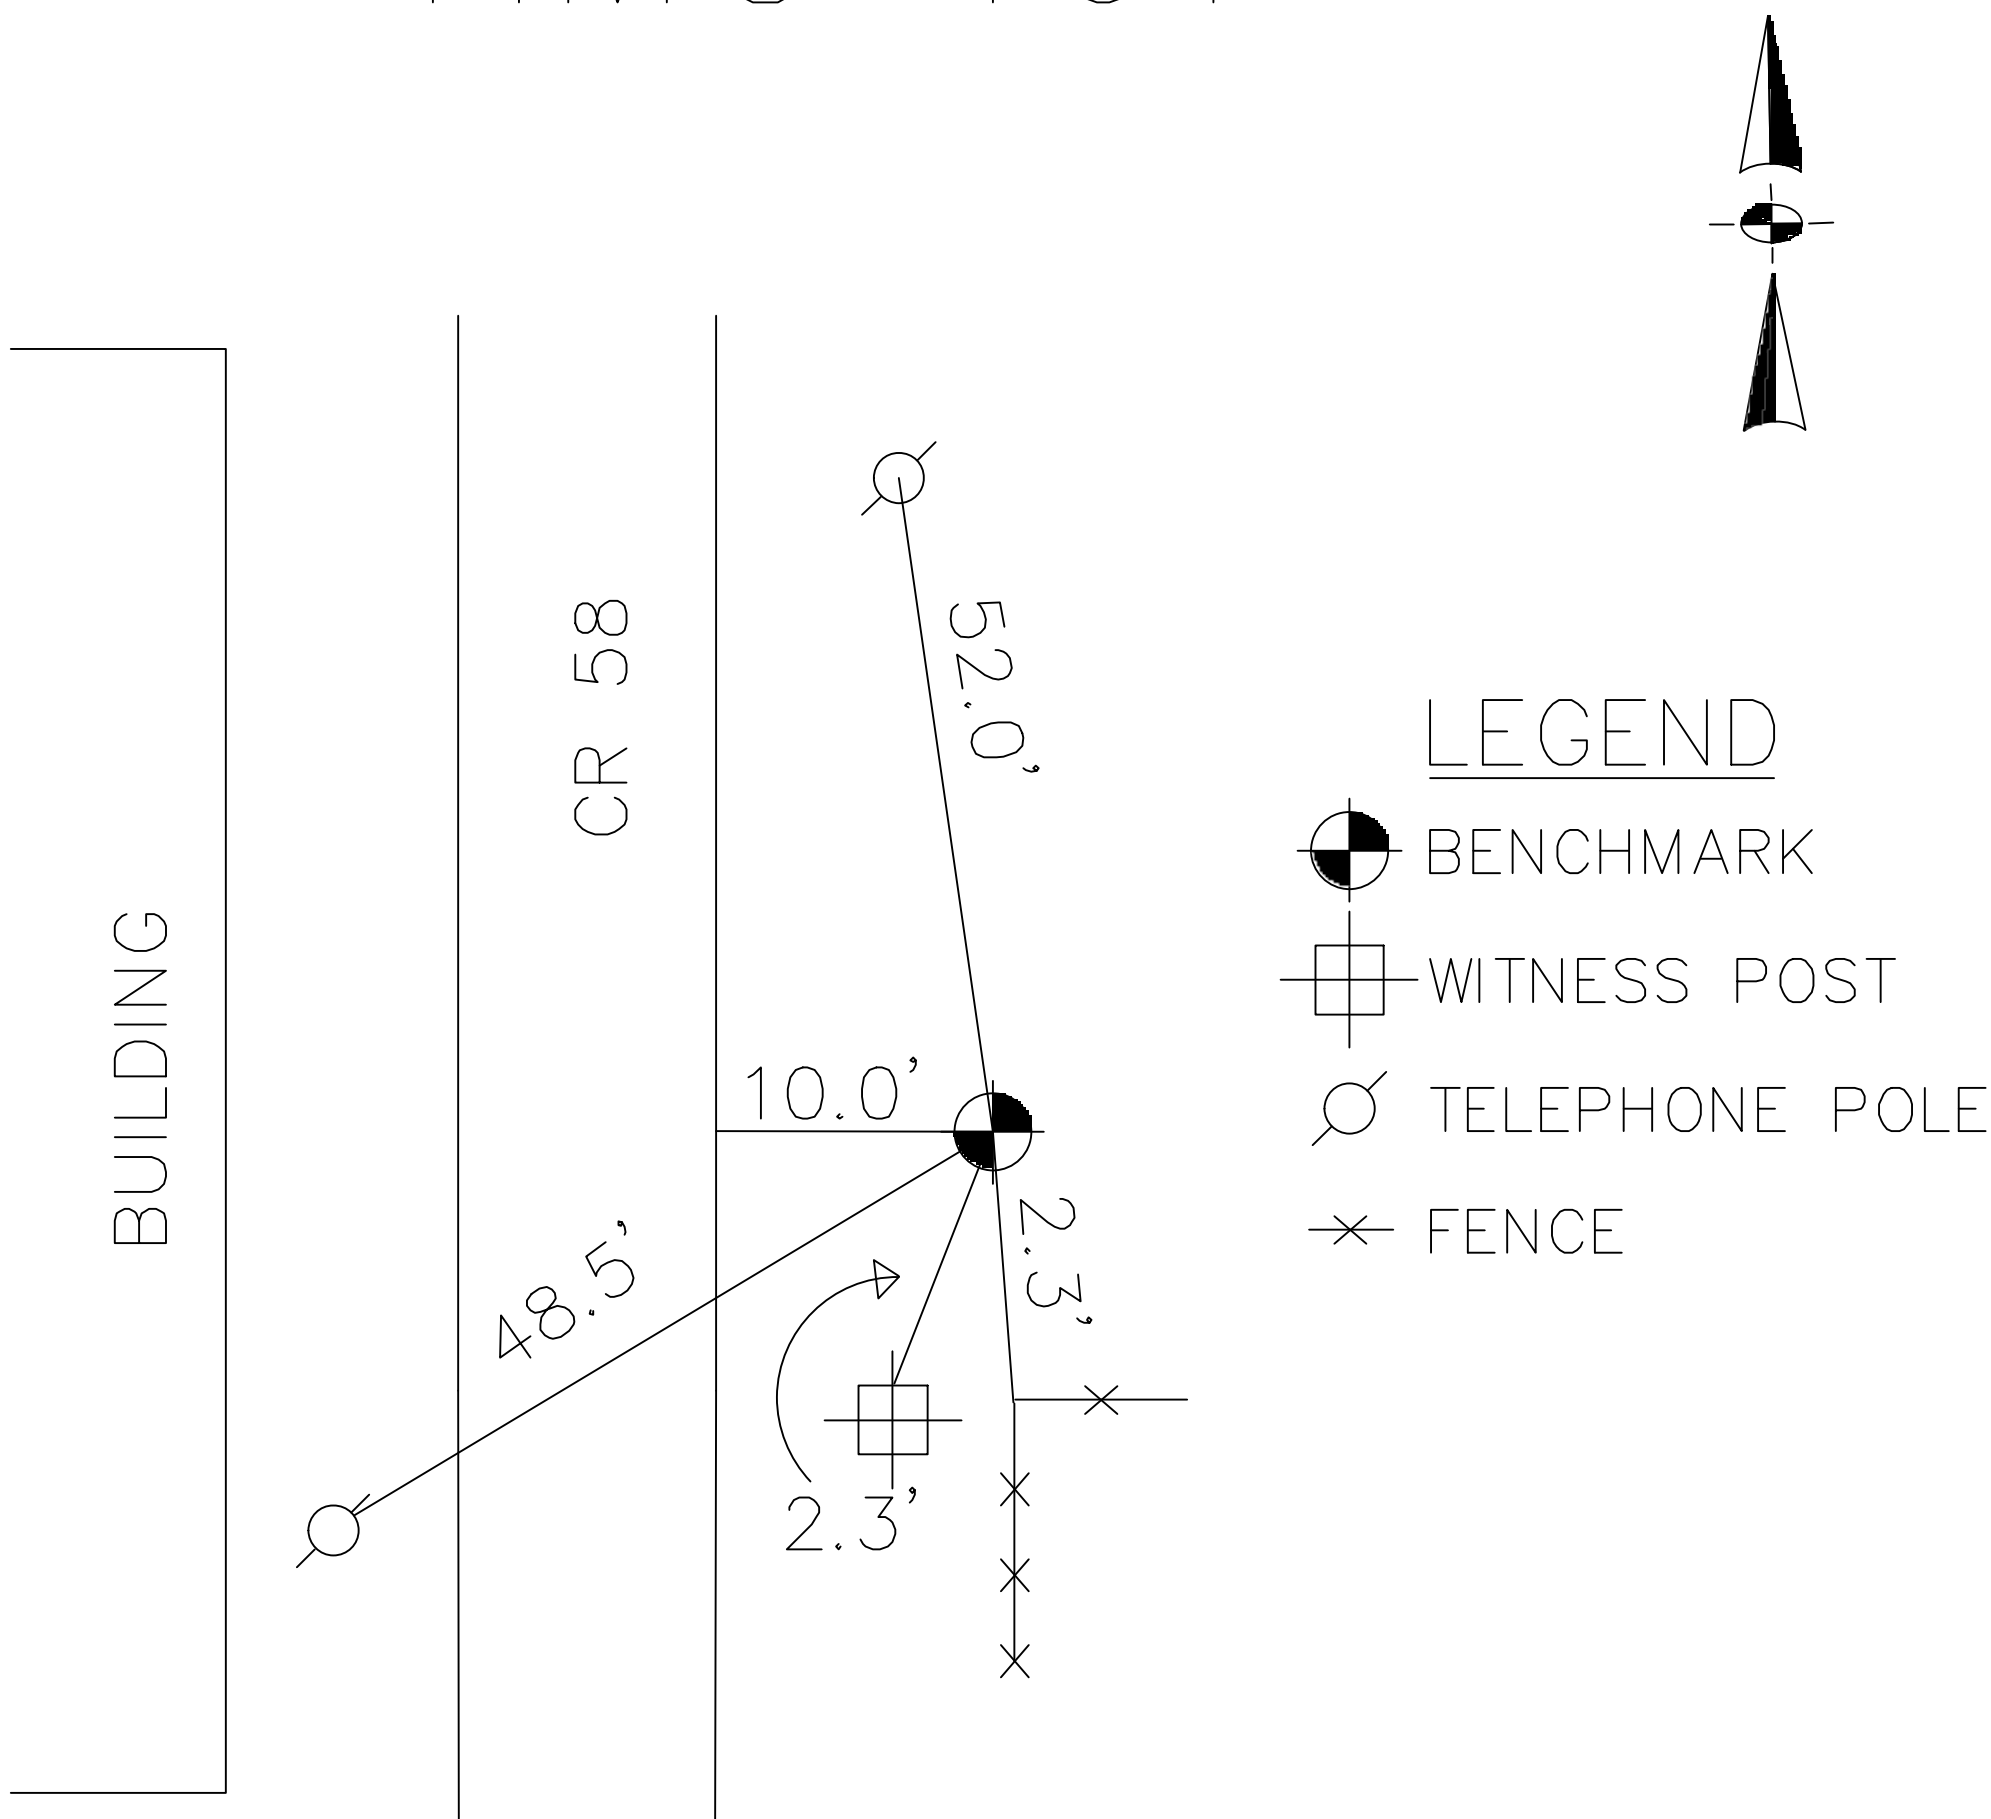 52.0'
CR 58
LEGEND
BENCHMARK
BUILDING
WITNESS POST
10.0'
TELEPHONE POLE
2.3'
FENCE
48.5'
2.3'